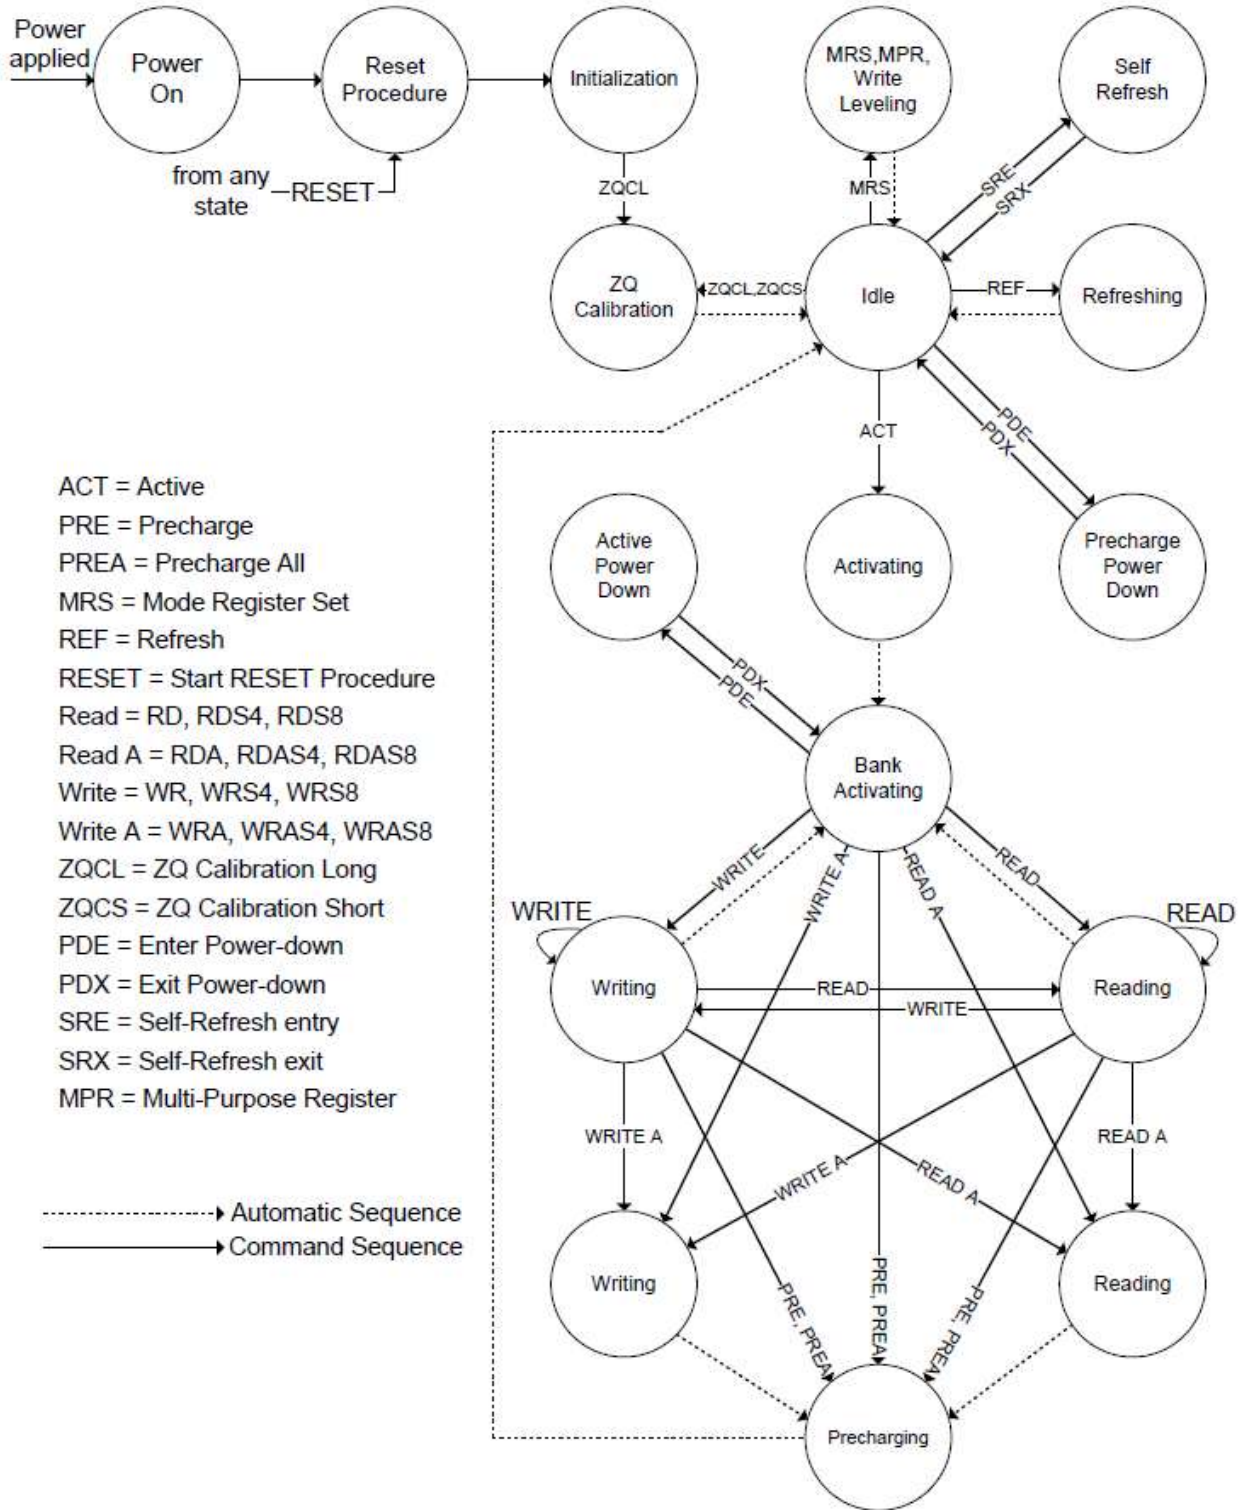 Power
applied
Power
On
Reset
Procedure
Initialization
MRS,MPR,
Write
Leveling
Self
Refresh
from any
state
RESET
ZQCL
MRS
SRE
SRX
ZQ
Calibration
ZQCL,ZQCS
Idle
REF
Refreshing
ACT
PDE
PDX
ACT = Active
PRE = Precharge
PREA = Precharge All
MRS = Mode Register Set
REF = Refresh
RESET = Start RESET Procedure
Read = RD, RDS4, RDS8
Read A = RDA, RDAS4, RDAS8
Write = WR, WRS4, WRS8
Write A = WRA, WRAS4, WRAS8
ZQCL = ZQ Calibration Long
ZQCS = ZQ Calibration Short
PDE = Enter Power-down
PDX = Exit Power-down
SRE = Self-Refresh entry
SRX = Self-Refresh exit
MPR = Multi-Purpose Register
Automatic Sequence
Command Sequence
Active
Power
Down
Activating
Precharge
Power
Down
PDX
PDE
Bank
Activating
WRITE
WRITE A
READ A
READ
WRITE
READ
Writing
READ
WRITE
Reading
WRITE A
WRITE A
READ A
READ A
Writing
PRE, PREA
PRE, PREA
PRE, PREA
Reading
Precharging